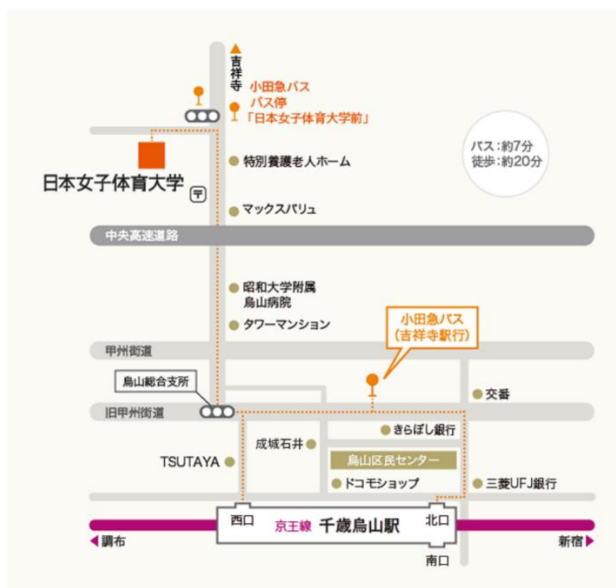 吉祥寺
小田急バス
バス停
「日本女子体育大学前」
バス：約7分
徒歩：約20分
特別養護老人ホーム
日本女子体育大学
〒
マックスバリュ
中央高速道路
昭和大学附属
烏山病院
タワーマンション
小田急バス
（吉祥寺駅行）
甲州街道
烏山総合支所
交番
旧甲州街道
きらぼし銀行
成城石井
TSUTAYA
烏山区民センター
ドコモショップ
三菱UFJ銀行
西口
京王線 千歳烏山駅
北口
調布
新宿
南口